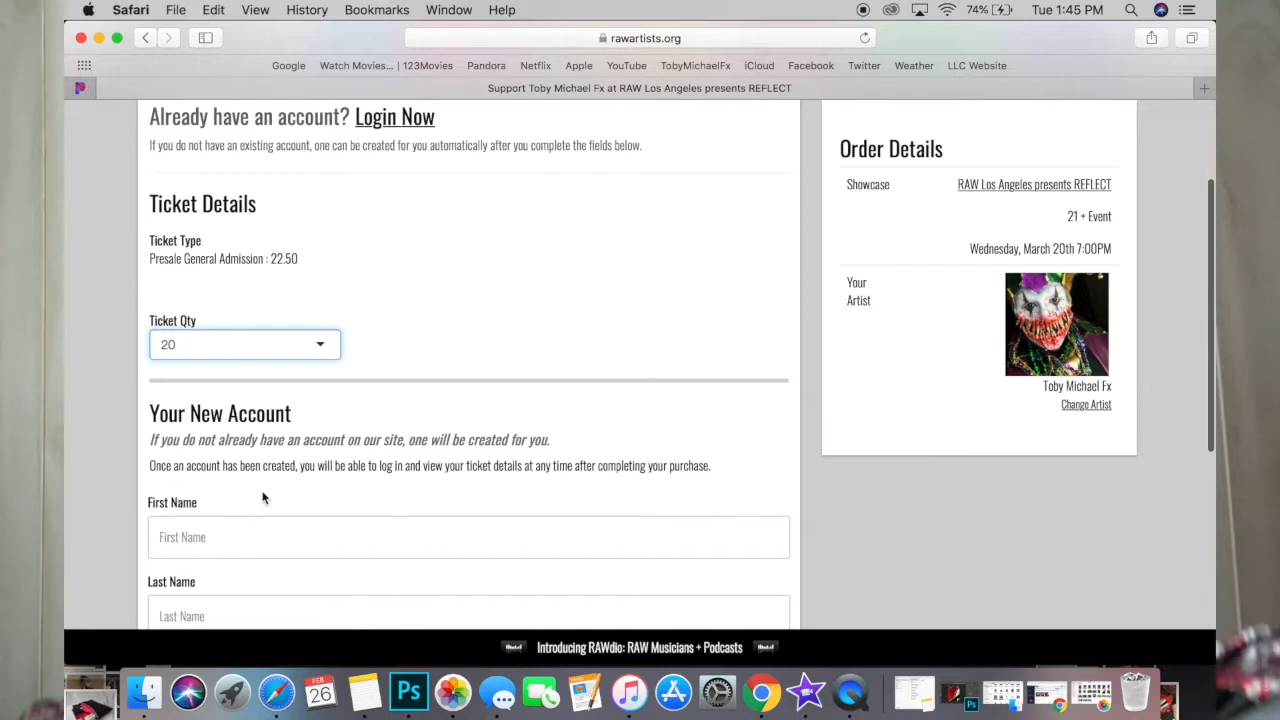 Safari File Edit View History Bookmarks Window Help 74% Tue 1:45 PM
rawartists.org
Google Watch Movies... | 123Movies Pandora Netflix Apple YouTube TobyMichaelFx iCloud Facebook Twitter Weather LLC Website
Support Toby Michael Fx at RAW Los Angeles presents REFLECT
Already have an account? Login Now
If you do not have an existing account, one can be created for you automatically after you complete the fields below.
Ticket Details
Ticket Type
Presale General Admission : 22.50
Ticket Qty
20
Your New Account
If you do not already have an account on our site, one will be created for you.
Once an account has been created, you will be able to log in and view your ticket details at any time after completing your purchase.
First Name
First Name
Last Name
Last Name
Order Details
Showcase RAW Los Angeles presents REFLECT
21 + Event
Wednesday, March 20th 7:00PM
Your
Artist
Toby Michael Fx
Change Artist
Introducing RAWdio: RAW Musicians + Podcasts
FEB
26
Ps
Ps